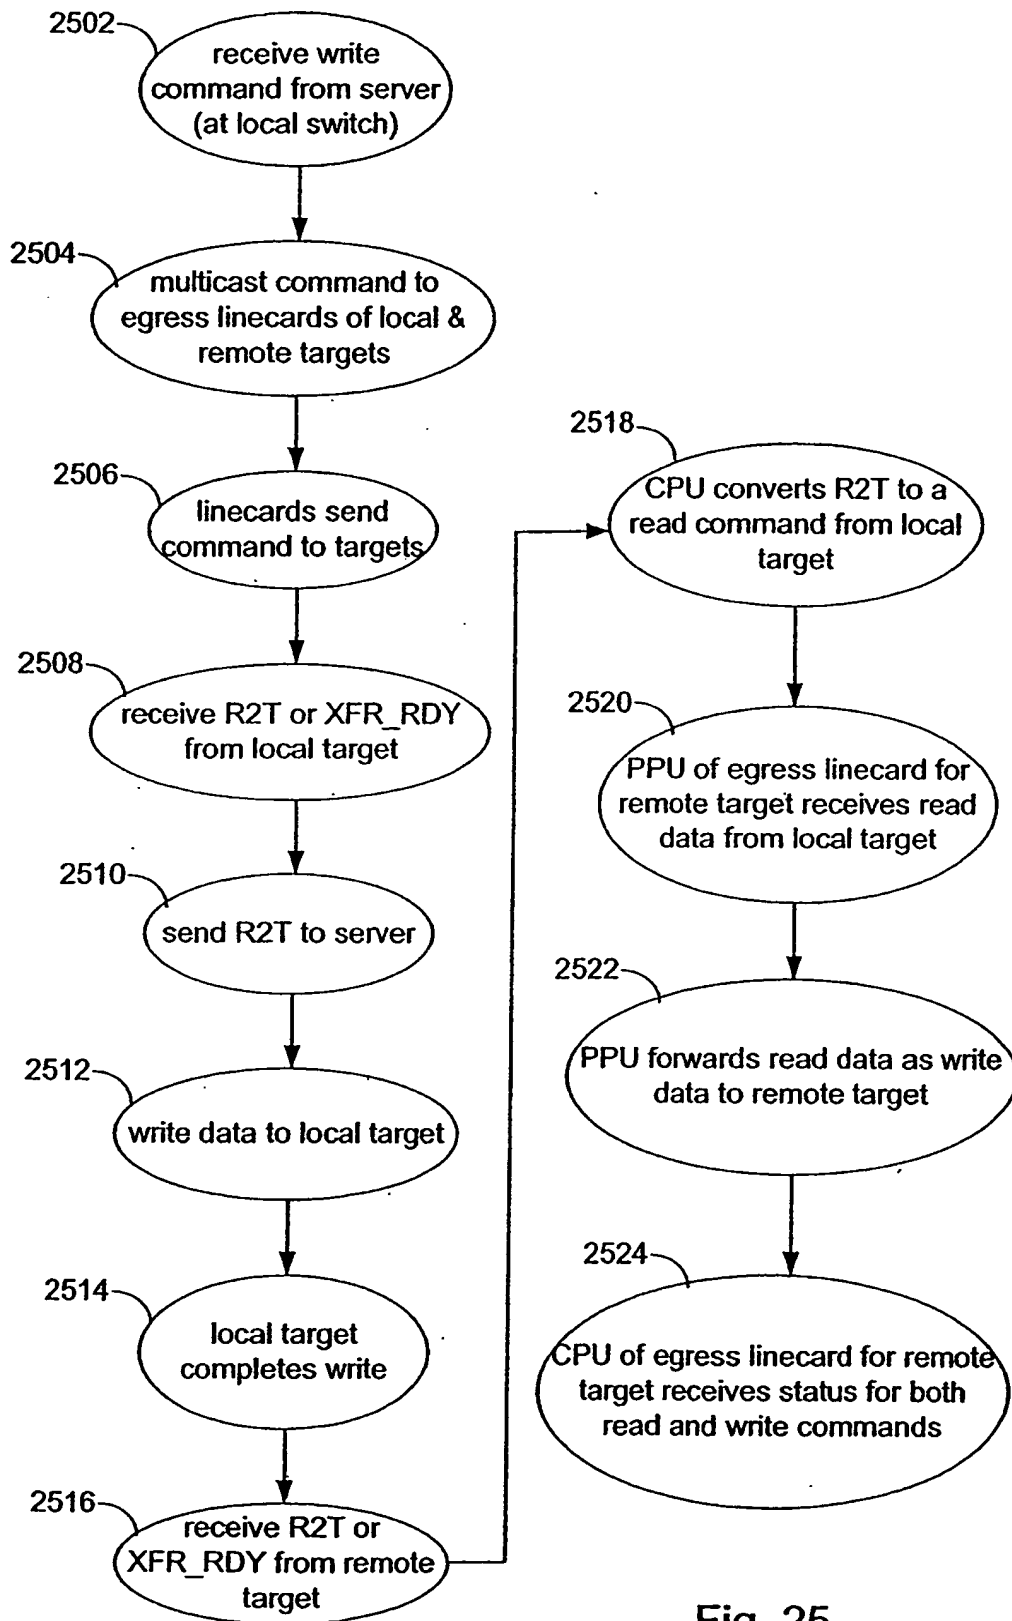 2502
receive write
command from server
(at local switch)
2504
multicast command to
egress linecards of local &
remote targets
2506
linecards send
command to targets
2508
receive R2T or XFR_RDY
from local target
2510
send R2T to server
2512
write data to local target
2514
local target
completes write
2516
receive R2T or
XFR_RDY from remote
target
2518
CPU converts R2T to a
read command from local
target
2520
PPU of egress linecard for
remote target receives read
data from local target
2522
PPU forwards read data as write
data to remote target
2524
CPU of egress linecard for remote
target receives status for both
read and write commands
Fig. 25